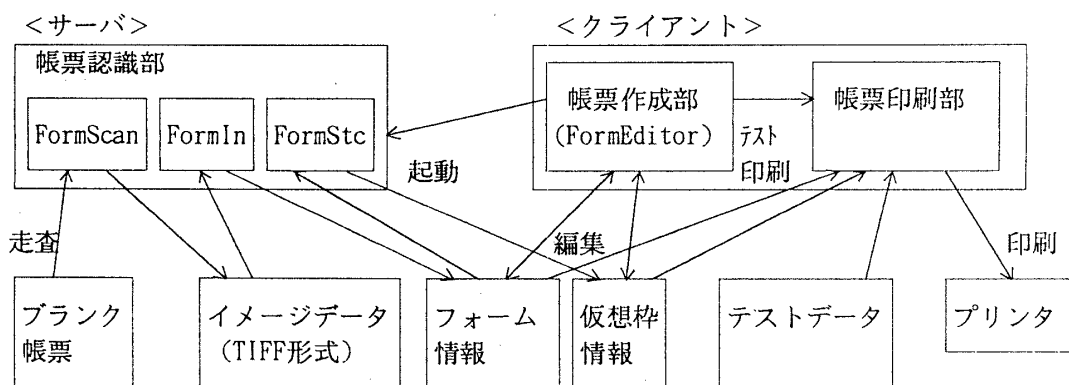 ＜サーバ＞
＜クライアント＞
帳票認識部
FormScan
FormIn
FormStc
帳票作成部
(FormEditor)
帳票印刷部
起動
テスト
印刷
走査
編集
印刷
ブランク
帳票
イメージデータ
(TIFF形式)
フォーム
情報
仮想枠
情報
テストデータ
プリンタ